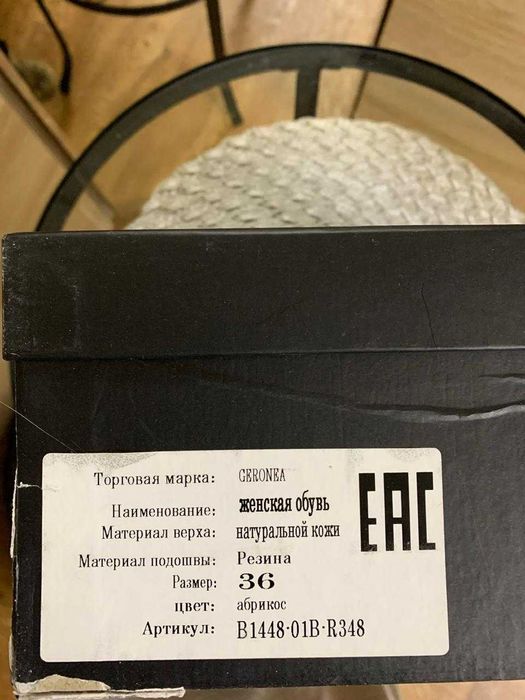 Торговая марка: GERONEA
Наименование: женская обувь
Материал верха: натуральной кожи
Материал подошвы: Резина
Размер: 36
цвет: абрикос
Артикул: B1448-01B-R348
EAC